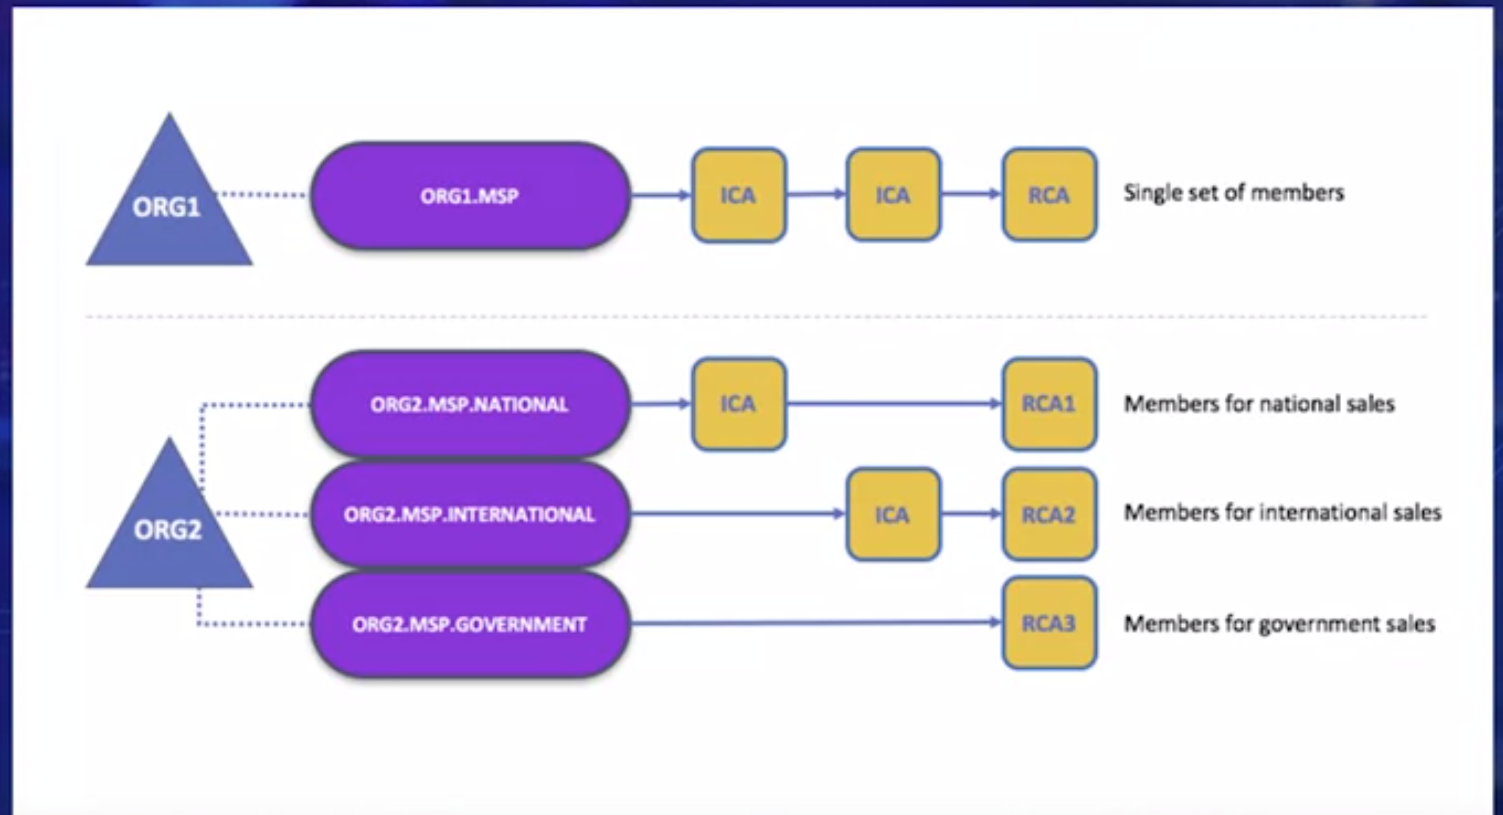 ORG1
ORG1.MSP
ICA
ICA
RCA
Single set of members
ORG2
ORG2.MSP.NATIONAL
ICA
RCA1
Members for national sales
ORG2.MSP.INTERNATIONAL
ICA
RCA2
Members for international sales
ORG2.MSP.GOVERNMENT
RCA3
Members for government sales